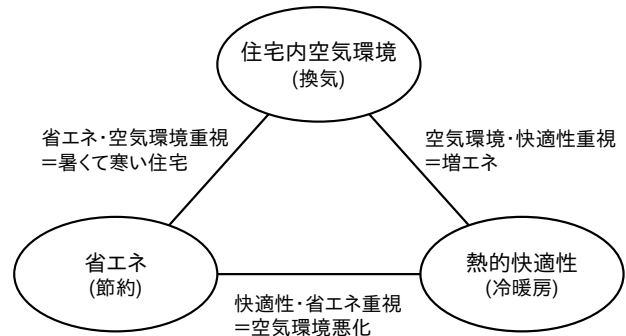 住宅内空気環境
(換気)
省エネ・空気環境重視
＝暑くて寒い住宅
空気環境・快適性重視
＝増エネ
省エネ
(節約)
熱的快適性
(冷暖房)
快適性・省エネ重視
＝空気環境悪化